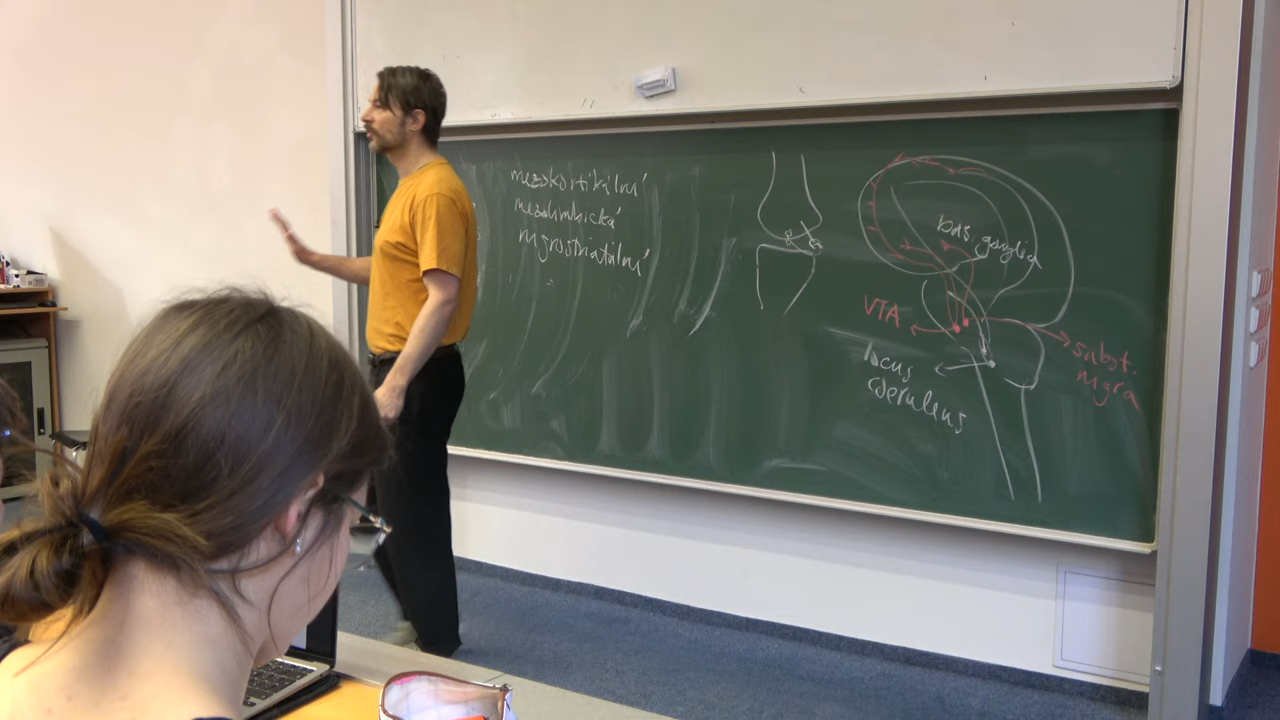 mezokortikální
mezolimbická
nigrostriatální
bas. ganglia
VTA
subst.
nigra
locus
coeruleus